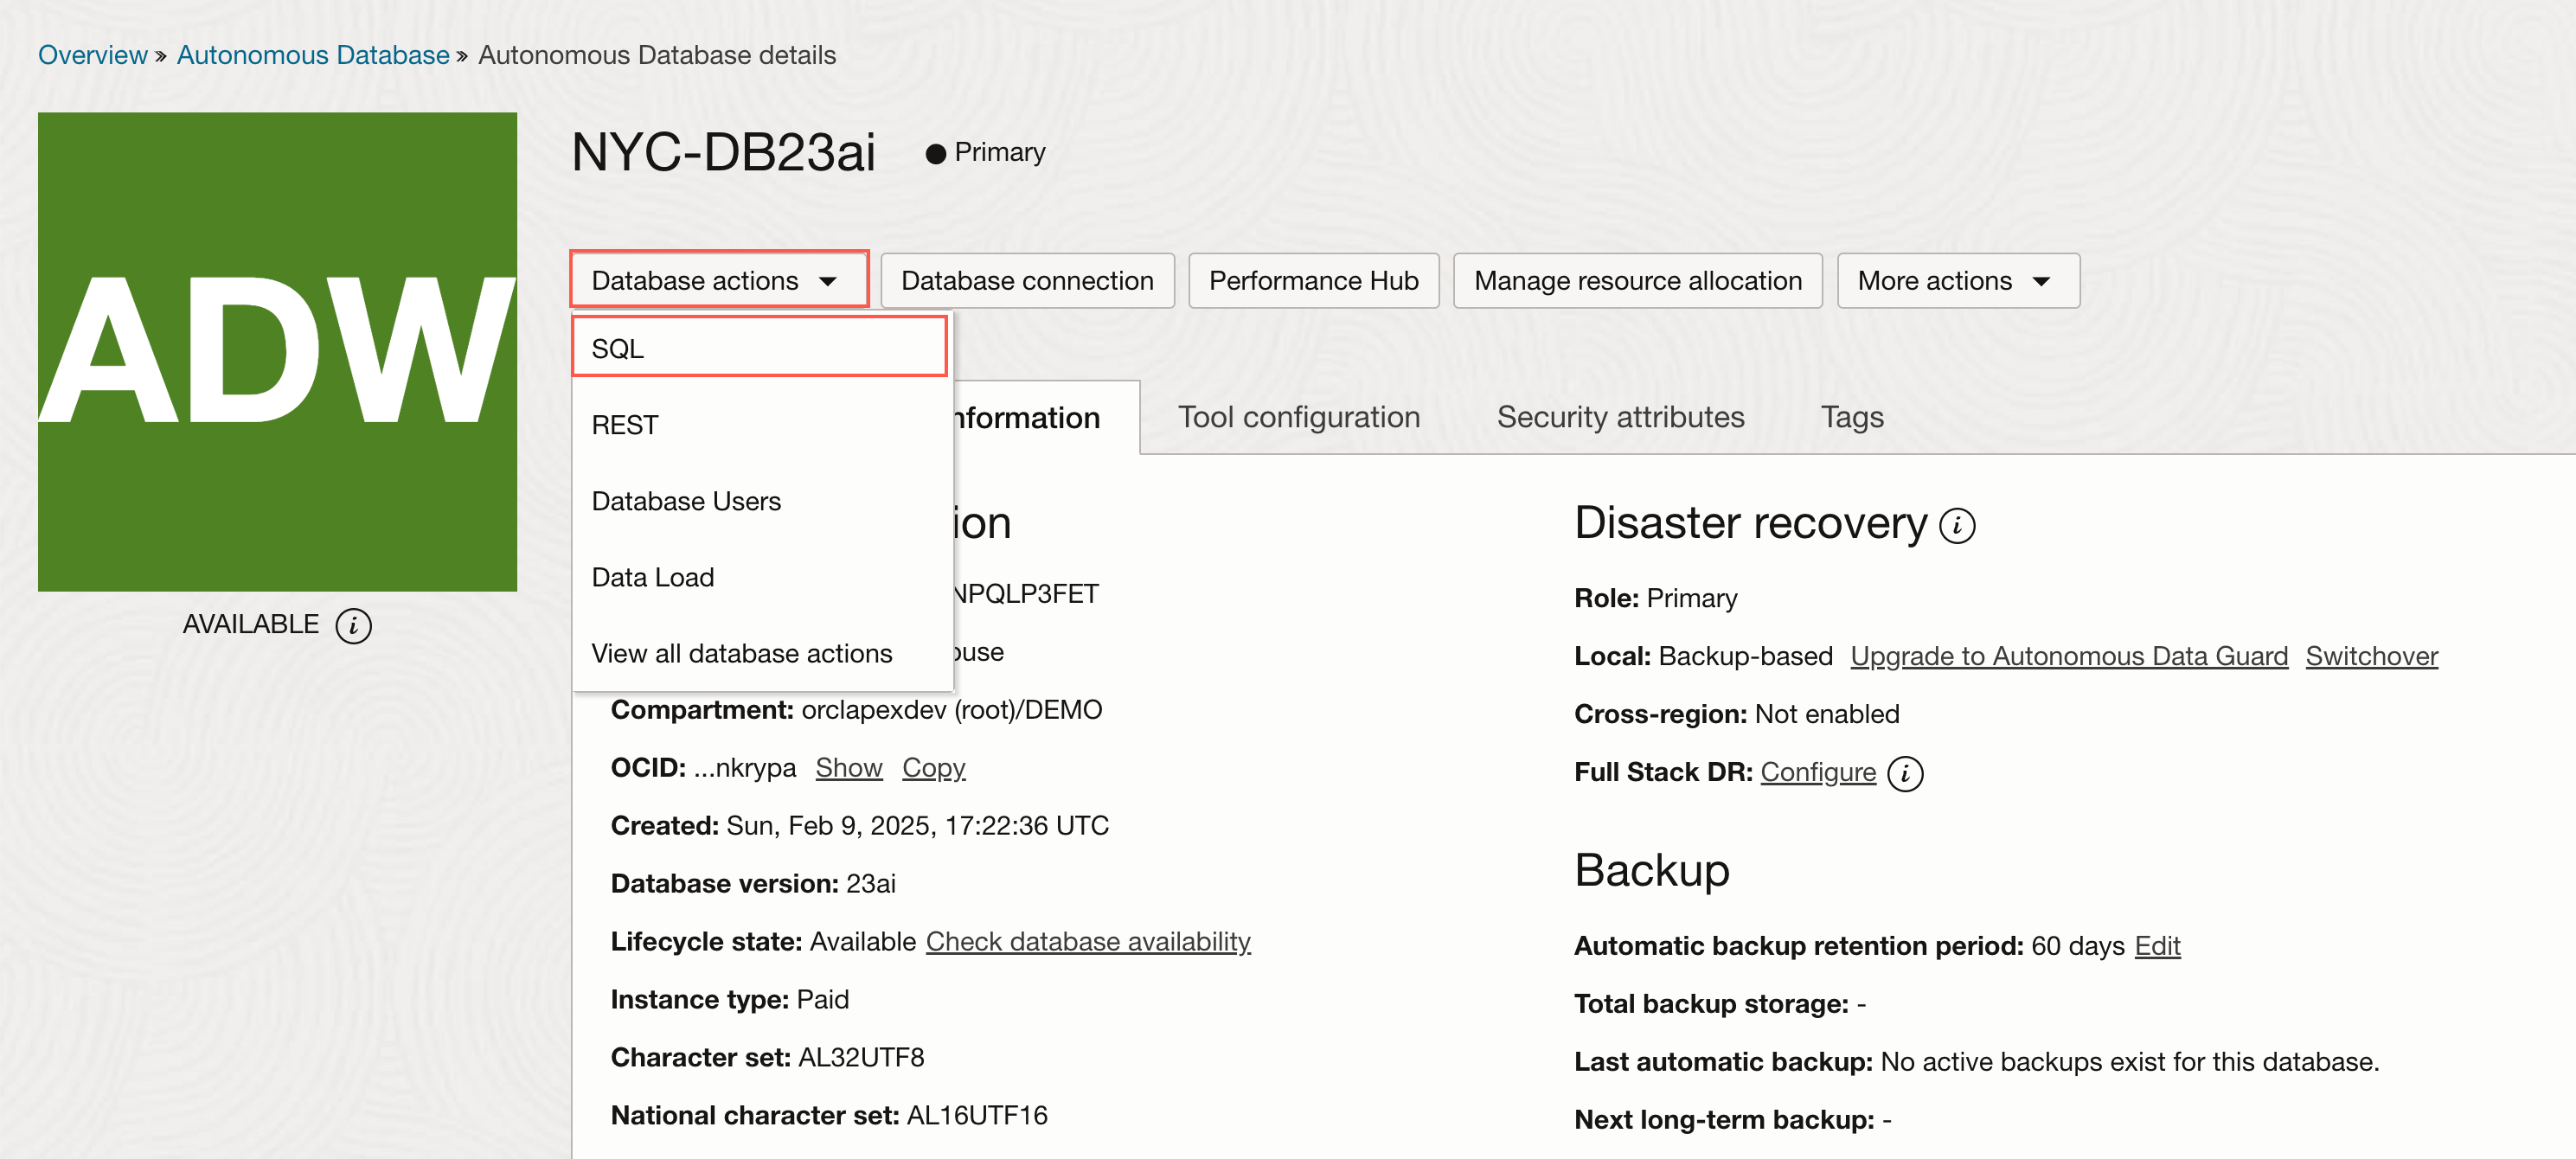 Overview » Autonomous Database » Autonomous Database details
ADW
AVAILABLE
NYC-DB23ai
Primary
Database actions
Database connection
Performance Hub
Manage resource allocation
More actions
SQL
REST
Database Users
Data Load
View all database actions
nformation
Tool configuration
Security attributes
Tags
ion
NPQLP3FET
ouse
Compartment: orclapexdev (root)/DEMO
OCID: ...nkrypa Show Copy
Created: Sun, Feb 9, 2025, 17:22:36 UTC
Database version: 23ai
Lifecycle state: Available Check database availability
Instance type: Paid
Character set: AL32UTF8
National character set: AL16UTF16
Disaster recovery
Role: Primary
Local: Backup-based Upgrade to Autonomous Data Guard Switchover
Cross-region: Not enabled
Full Stack DR: Configure
Backup
Automatic backup retention period: 60 days Edit
Total backup storage: -
Last automatic backup: No active backups exist for this database.
Next long-term backup: -